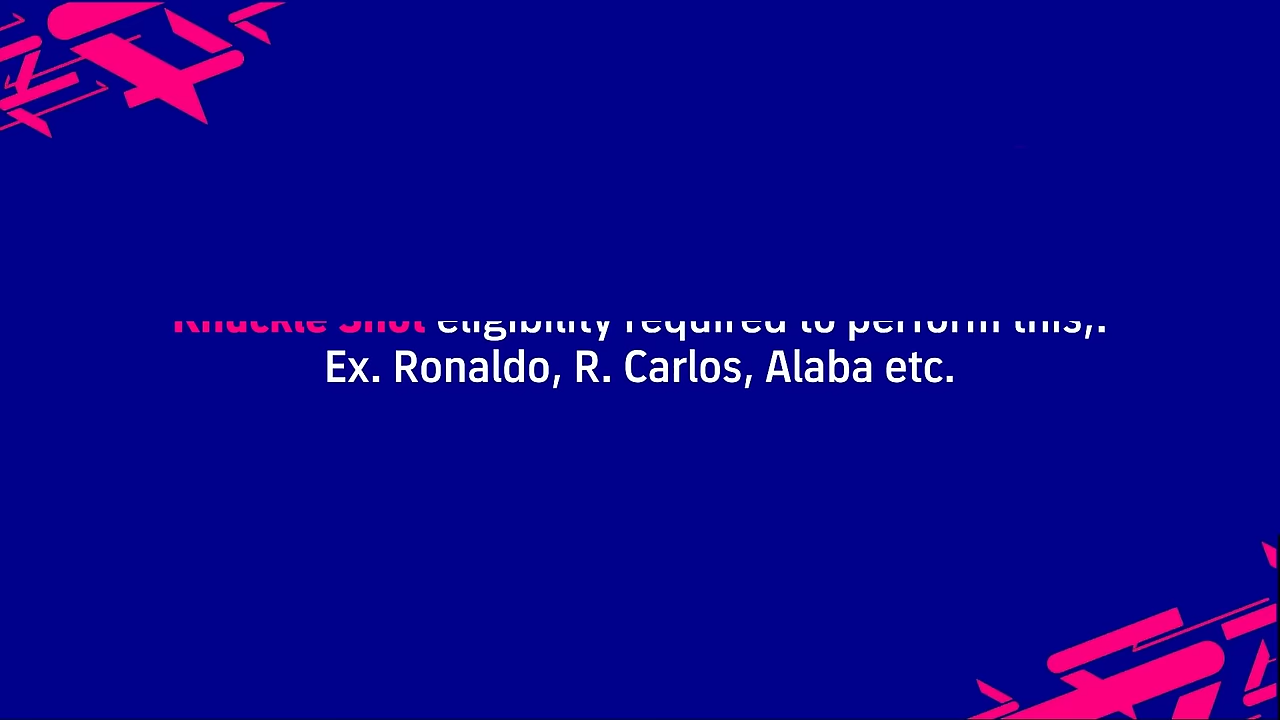 Knuckle Shot eligibility required to perform this,.
Ex. Ronaldo, R. Carlos, Alaba etc.